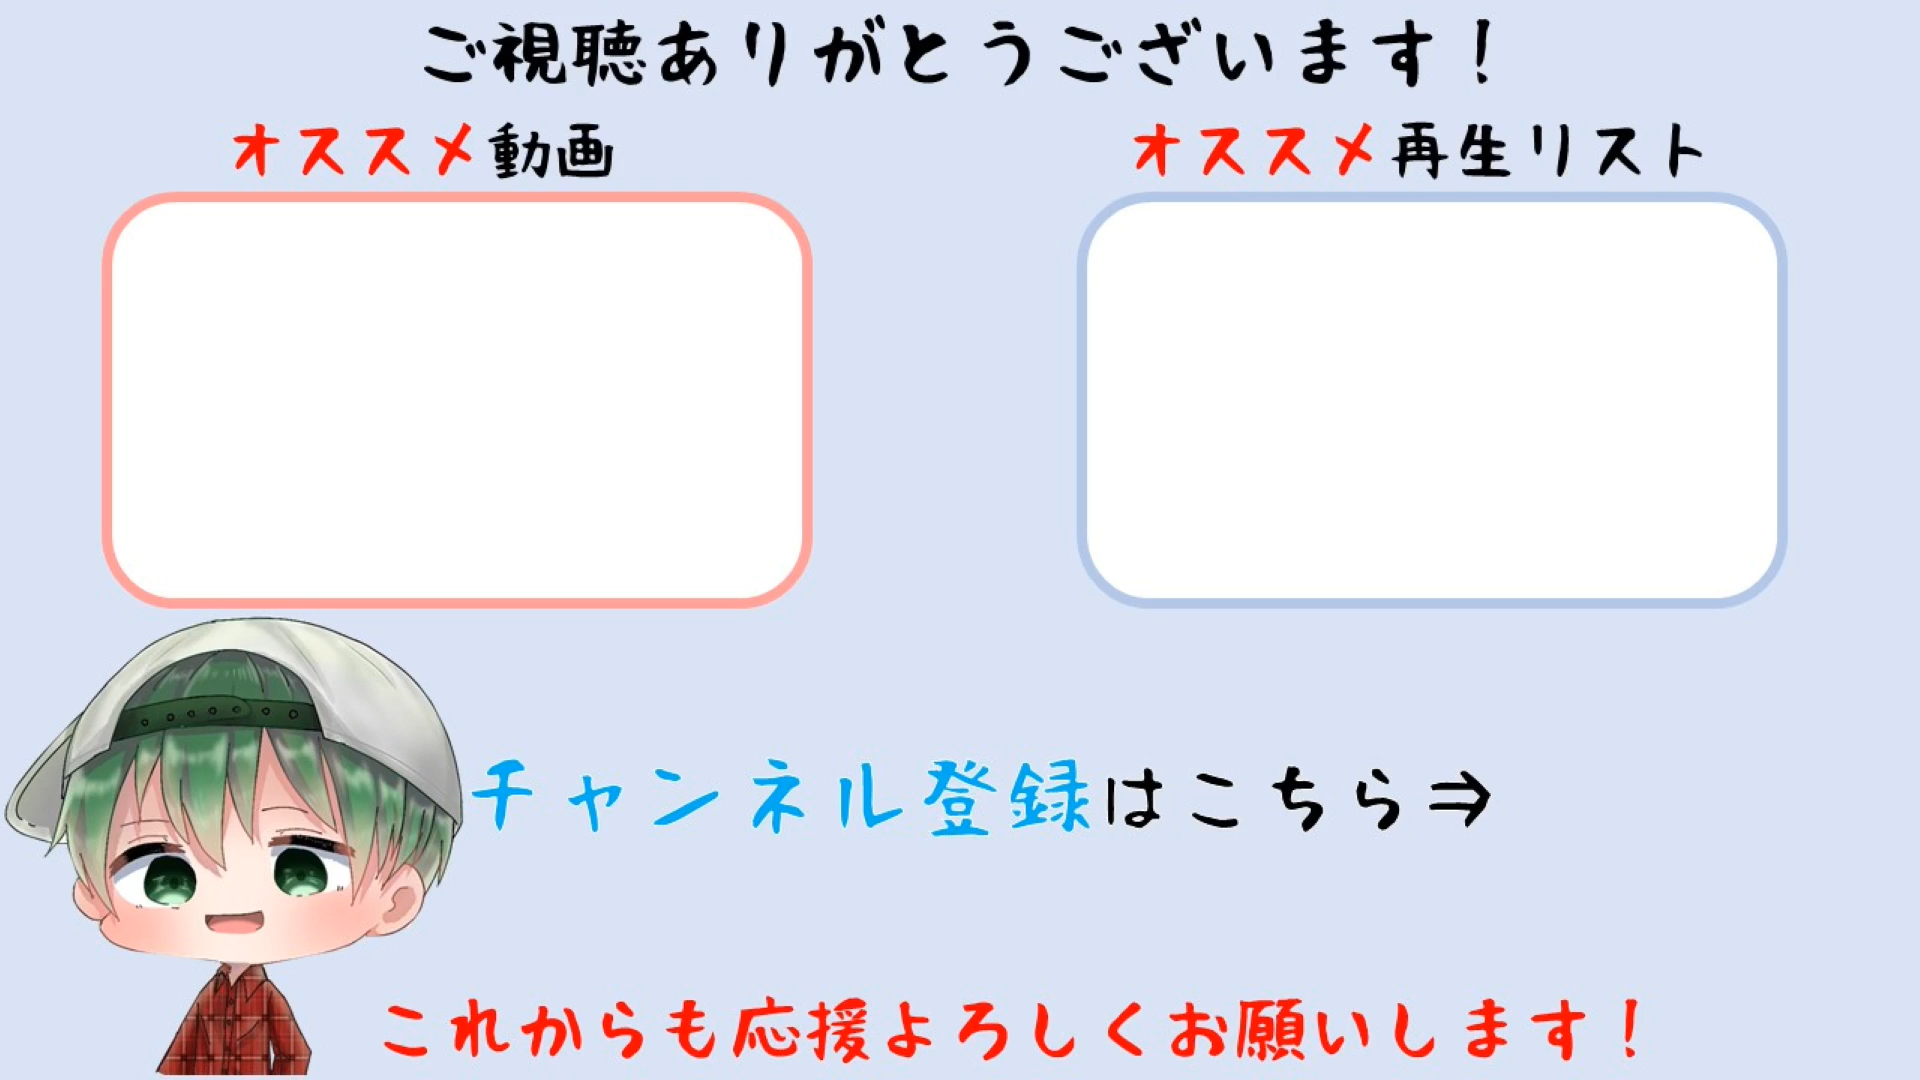 ご視聴ありがとうございます！
オススメ動画
オススメ再生リスト
チャンネル登録はこちら⇒
これからも応援よろしくお願いします！